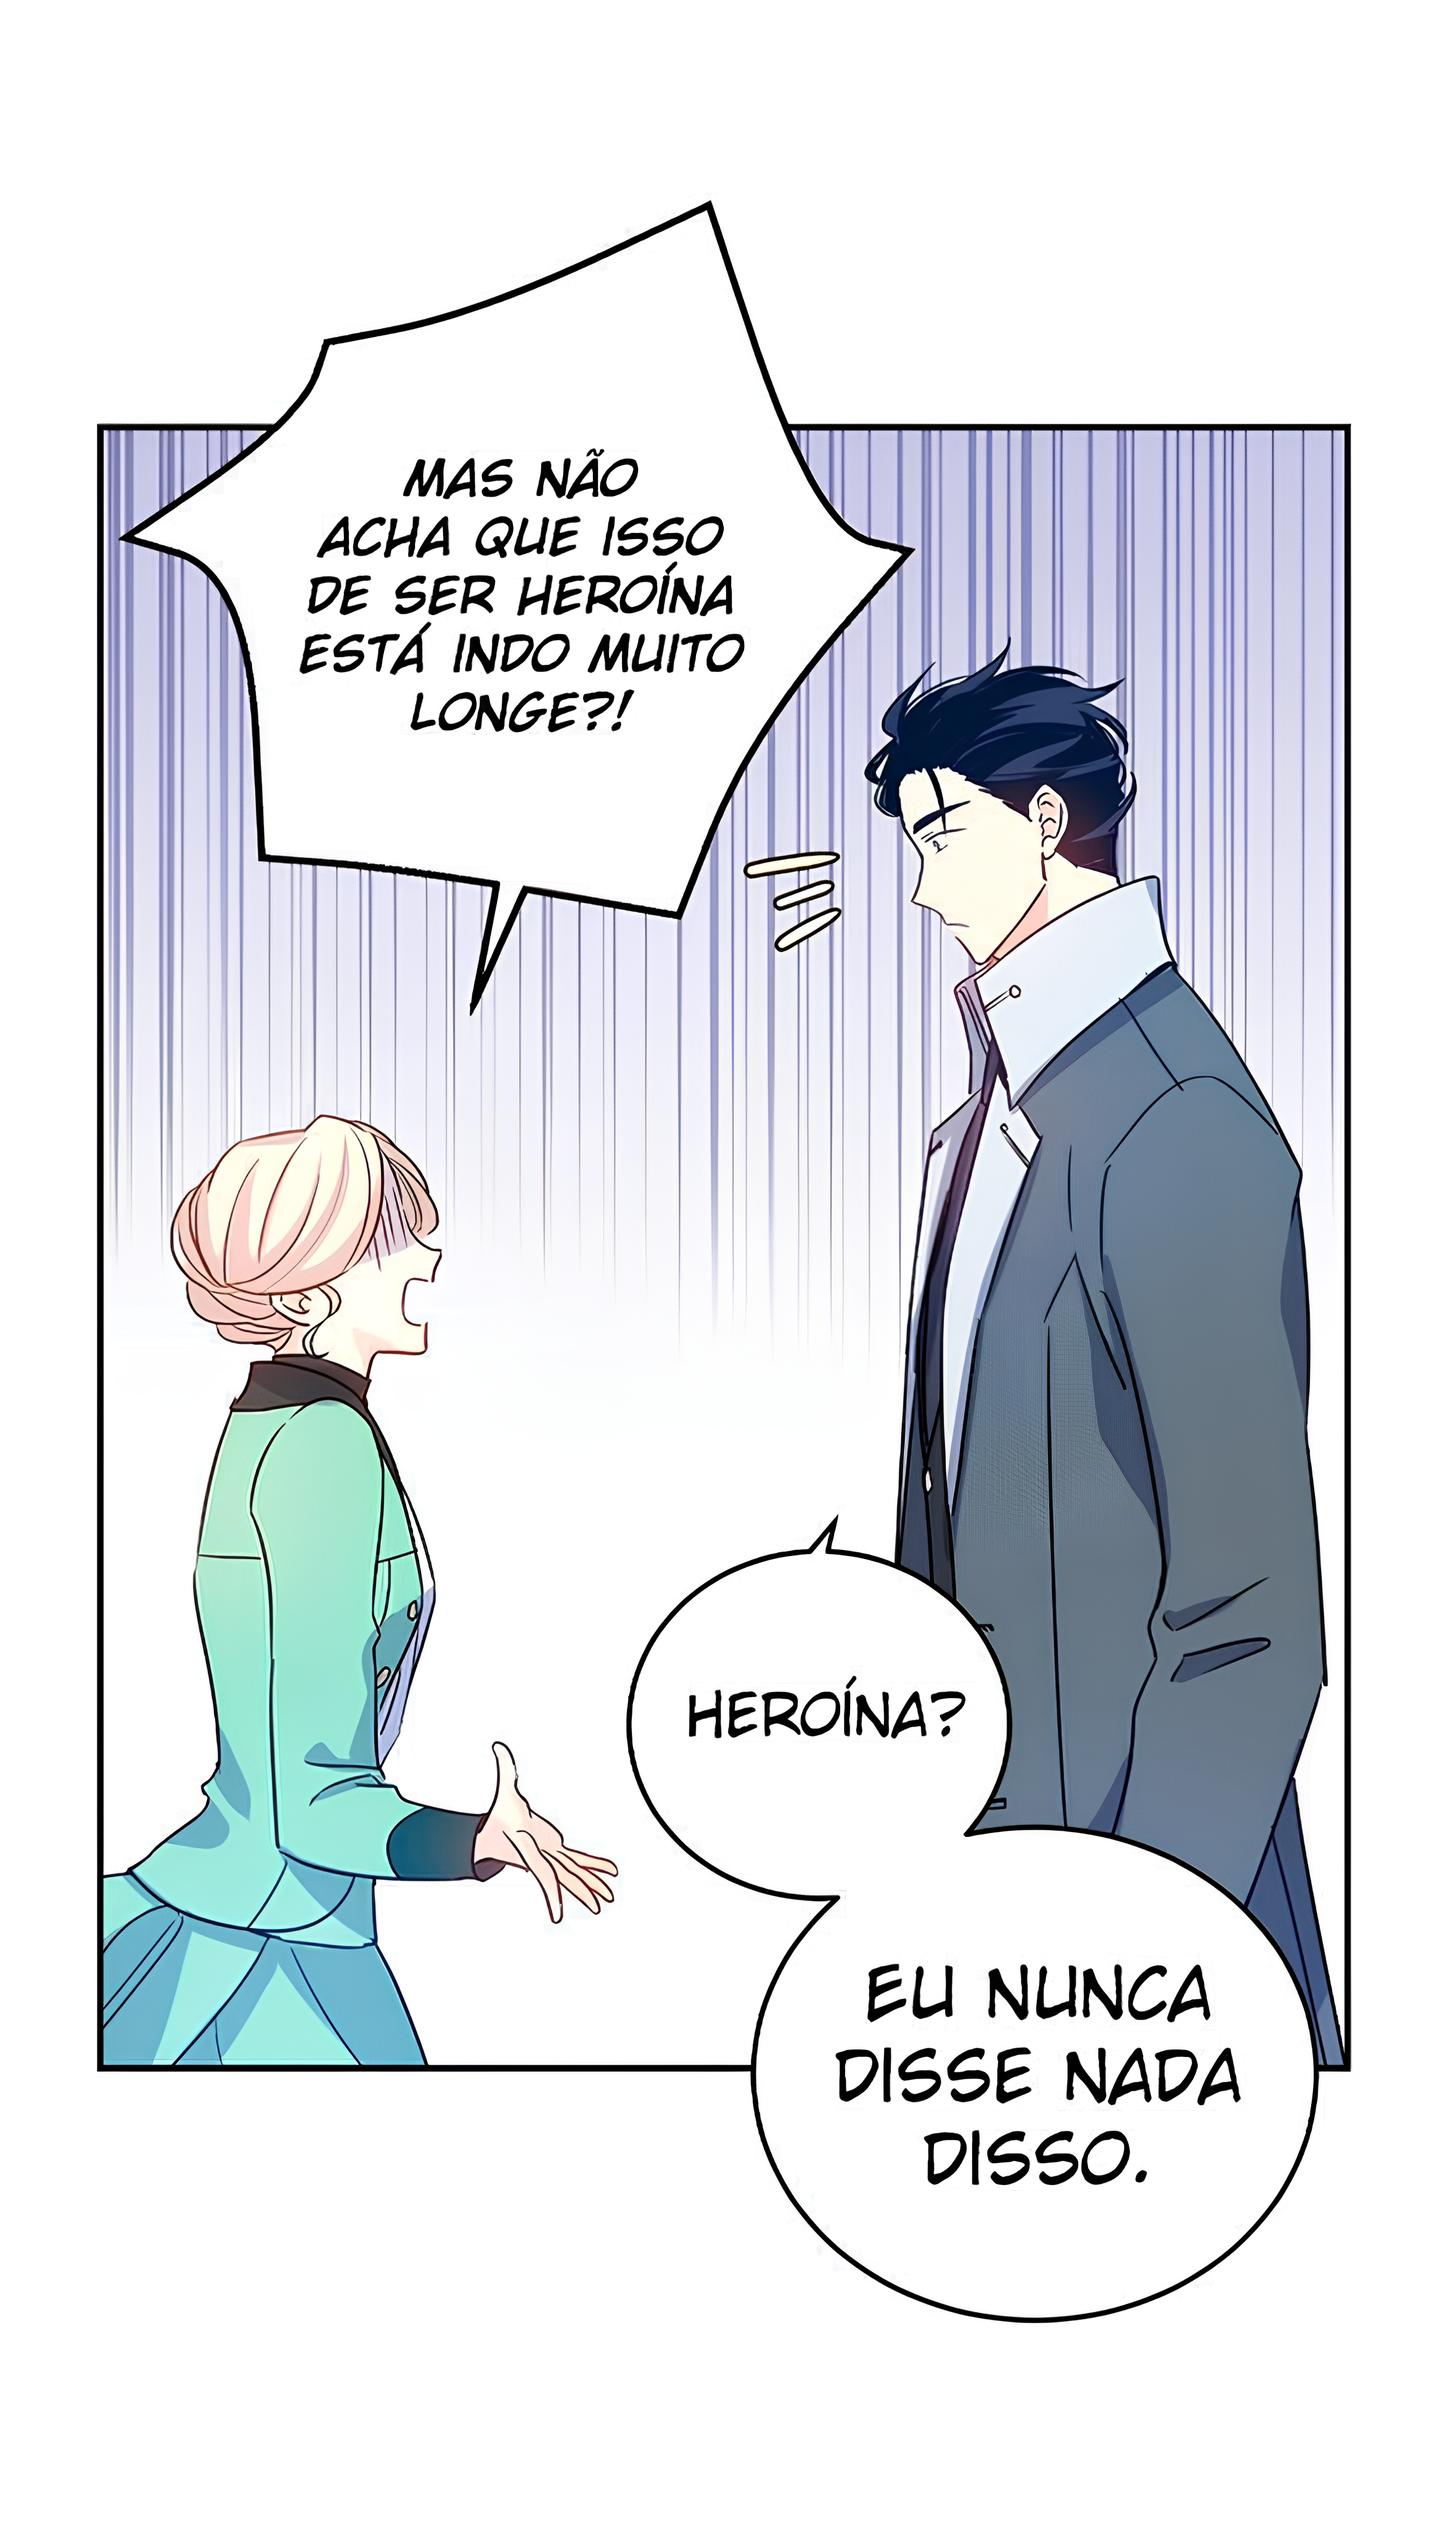 MAS NÃO
ACHA QUE ISSO
DE SER HEROÍNA
ESTÁ INDO MUITO
LONGE?!
HEROÍNA?
EU NUNCA
DISSE NADA
DISSO.